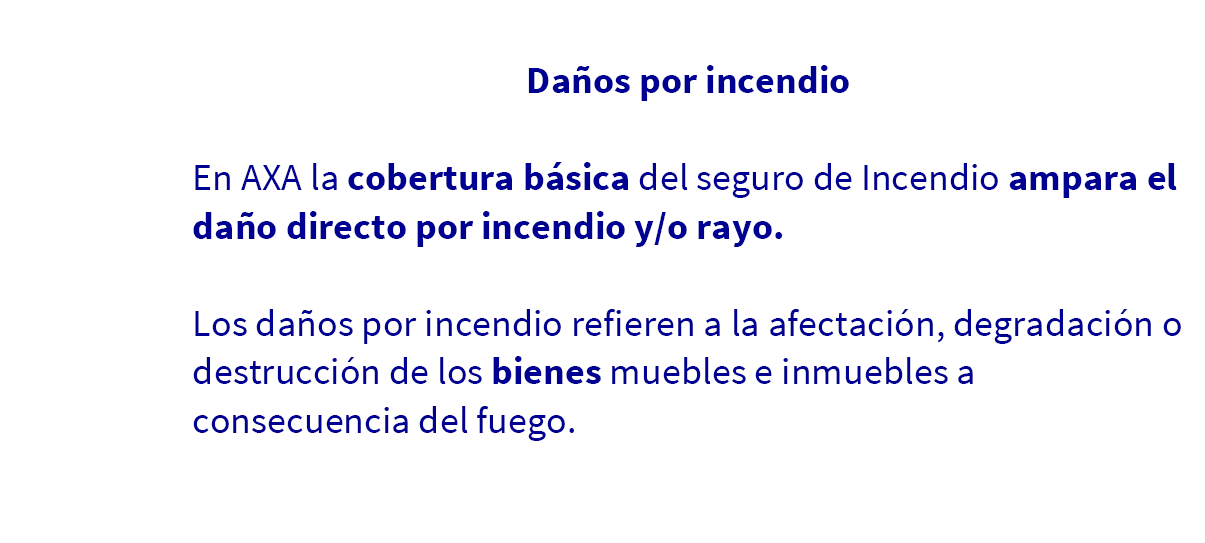 Daños por incendio
En AXA la cobertura básica del seguro de Incendio ampara el
daño directo por incendio y/o rayo.
Los daños por incendio refieren a la afectación, degradación o
destrucción de los bienes muebles e inmuebles a
consecuencia del fuego.